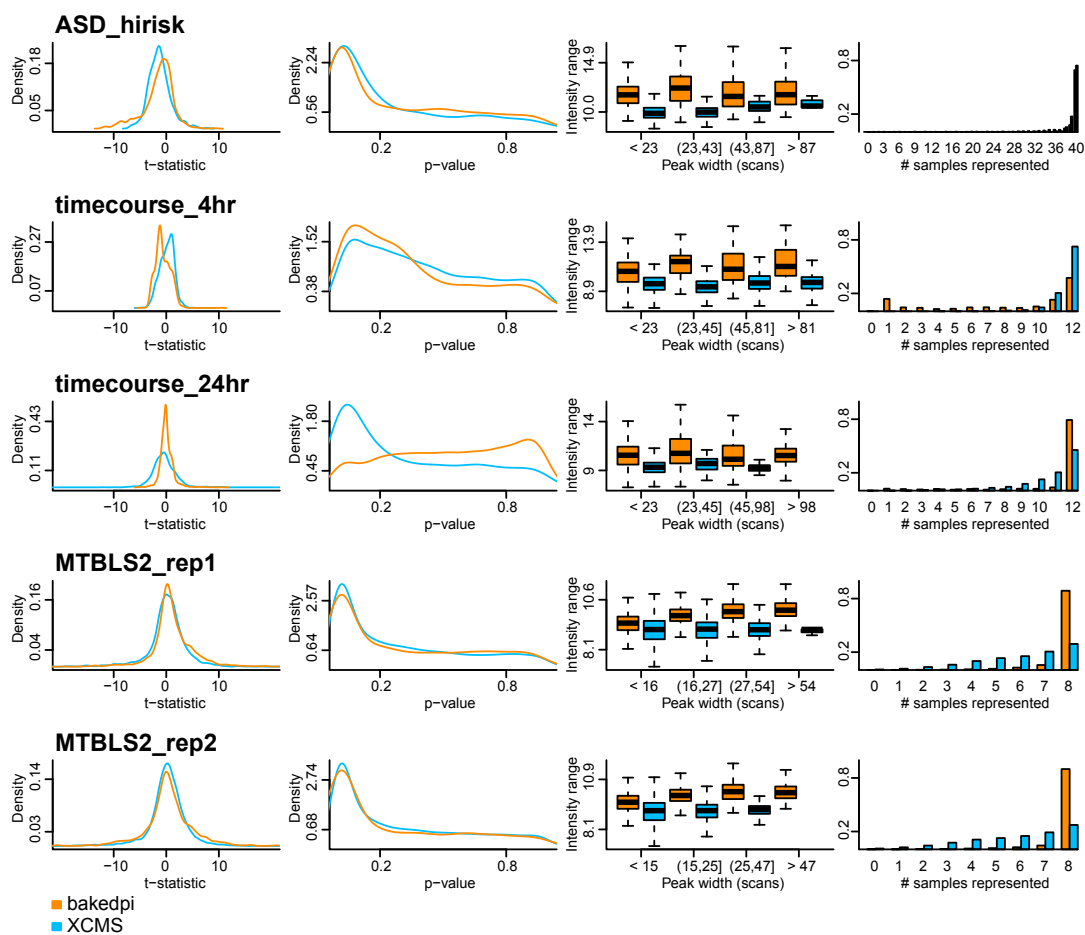 ASD_hirisk
Density
0.05 0.18
−10 0 10
t−statistic
Density
0.56 2.24
0.2 0.8
p−value
Intensity range
10.0 14.9
< 23 (23,43] (43,87] > 87
Peak width (scans)
0.2 0.8
0 3 6 9 12 16 20 24 28 32 36 40
# samples represented
timecourse_4hr
Density
0.07 0.27
−10 0 10
t−statistic
Density
0.38 1.52
0.2 0.8
p−value
Intensity range
8.9 13.9
< 23 (23,45] (45,81] > 81
Peak width (scans)
0.2 0.8
0 1 2 3 4 5 6 7 8 9 10 12
# samples represented
timecourse_24hr
Density
0.11 0.43
−10 0 10
t−statistic
Density
0.45 1.80
0.2 0.8
p−value
Intensity range
9 14
< 23 (23,45] (45,98] > 98
Peak width (scans)
0.2 0.8
0 1 2 3 4 5 6 7 8 9 10 12
# samples represented
MTBLS2_rep1
Density
0.04 0.16
−10 0 10
t−statistic
Density
0.64 2.57
0.2 0.8
p−value
Intensity range
8.1 10.6
< 16 (16,27] (27,54] > 54
Peak width (scans)
0.2 0.8
0 1 2 3 4 5 6 7 8
# samples represented
MTBLS2_rep2
Density
0.03 0.14
−10 0 10
t−statistic
Density
0.68 2.74
0.2 0.8
p−value
Intensity range
8.1 10.9
< 15 (15,25] (25,47] > 47
Peak width (scans)
0.2 0.8
0 1 2 3 4 5 6 7 8
# samples represented
bakedpi
XCMS